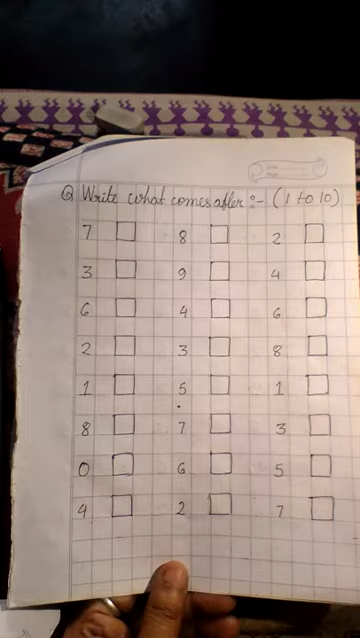 Q Write what comes after :- (1 to 10)
7 8 2
3 9 4
6 4 6
2 3 8
1 5 1
8 7 3
0 6 5
4 2 7